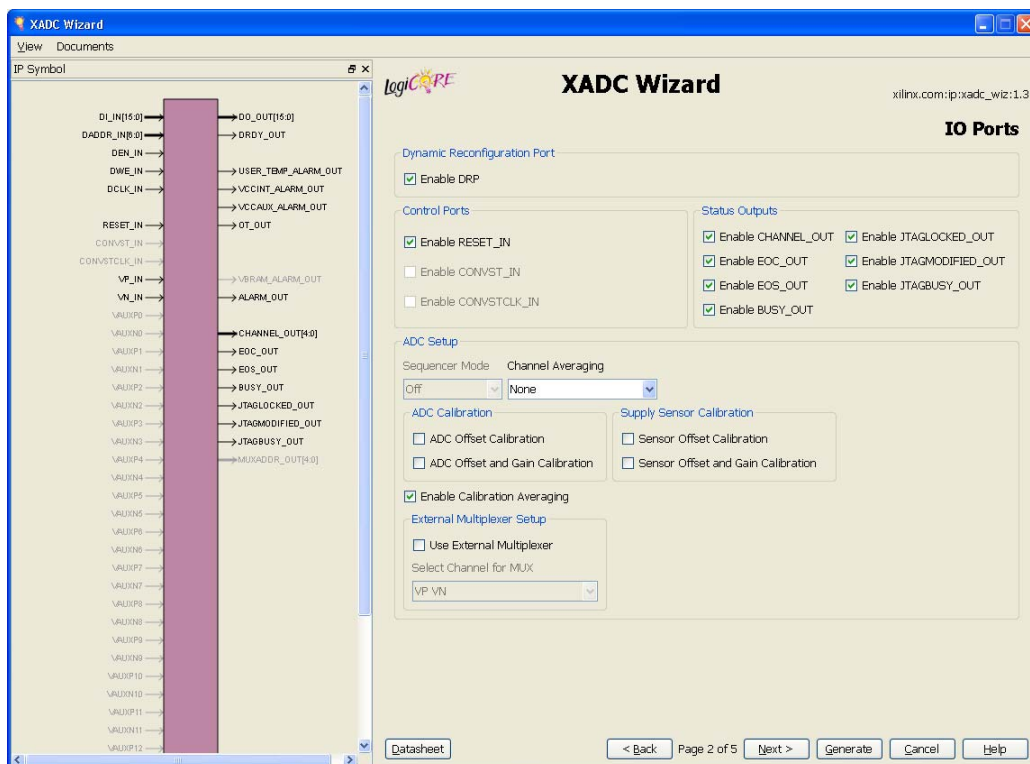 XADC Wizard
View Documents
IP Symbol
DI_IN[15:0] DO_OUT[15:0]
DADDR_IN[6:0] DRDY_OUT
DEN_IN
DWE_IN USER_TEMP_ALARM_OUT
DCLK_IN VCCINT_ALARM_OUT
VCCAUX_ALARM_OUT
RESET_IN OT_OUT
CONVST_IN
CONVSTCLK_IN
VP_IN VBRAM_ALARM_OUT
VN_IN ALARM_OUT
VAUXP0
VAUXN0 CHANNEL_OUT[4:0]
VAUXP1 EOC_OUT
VAUXN1 EOS_OUT
VAUXP2 BUSY_OUT
VAUXN2 JTAGLOCKED_OUT
VAUXP3 JTAGMODIFIED_OUT
VAUXN3 JTAGBUSY_OUT
VAUXP4 MUXADDR_OUT[4:0]
VAUXN4
VAUXP5
VAUXN5
VAUXP6
VAUXN6
VAUXP7
VAUXN7
VAUXP8
VAUXN8
VAUXP9
VAUXN9
VAUXP10
VAUXN10
VAUXP11
VAUXN11
VAUXP12
LogiCORE
XADC Wizard
xilinx.com:ip:xadc_wiz:1.3
IO Ports
Dynamic Reconfiguration Port
Enable DRP
Control Ports
Enable RESET_IN
Enable CONVST_IN
Enable CONVSTCLK_IN
Status Outputs
Enable CHANNEL_OUT Enable JTAGLOCKED_OUT
Enable EOC_OUT Enable JTAGMODIFIED_OUT
Enable EOS_OUT Enable JTAGBUSY_OUT
Enable BUSY_OUT
ADC Setup
Sequencer Mode Channel Averaging
Off None
ADC Calibration
ADC Offset Calibration
ADC Offset and Gain Calibration
Supply Sensor Calibration
Sensor Offset Calibration
Sensor Offset and Gain Calibration
Enable Calibration Averaging
External Multiplexer Setup
Use External Multiplexer
Select Channel for MUX
VP VN
Datasheet < Back Page 2 of 5 Next > Generate Cancel Help